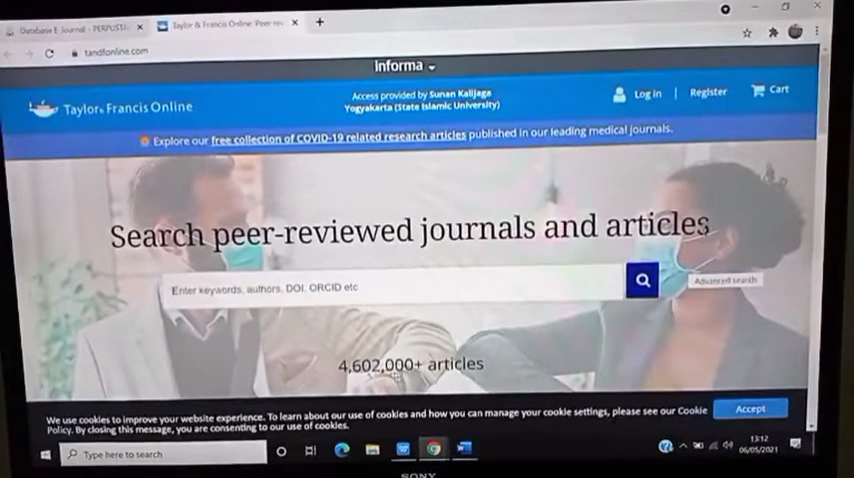 Database E-Journal - PERPUSTA
Taylor & Francis Online: Peer-rev
tandfonline.com
Informa
Taylor & Francis Online
Access provided by Sunan Kalijaga
Yogyakarta (State Islamic University)
Log in | Register
Cart
Explore our free collection of COVID-19 related research articles published in our leading medical journals.
Search peer-reviewed journals and articles
Enter keywords, authors, DOI, ORCID etc
Advanced search
4,602,000+ articles
We use cookies to improve your website experience. To learn about our use of cookies and how you can manage your cookie settings, please see our Cookie
Policy. By closing this message, you are consenting to our use of cookies.
Accept
Type here to search
13:12
06/05/2021
SONY